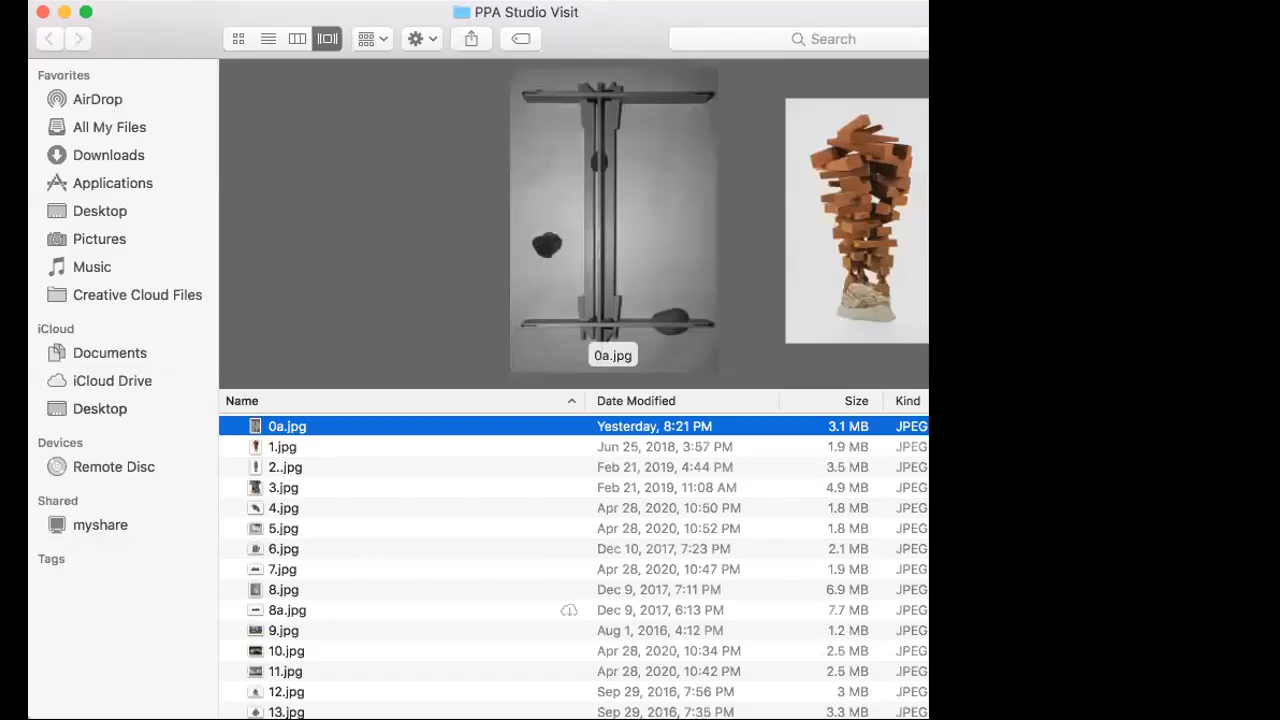 PPA Studio Visit
Search
Favorites
AirDrop
All My Files
Downloads
Applications
Desktop
Pictures
Music
Creative Cloud Files
iCloud
Documents
iCloud Drive
Desktop
Devices
Remote Disc
Shared
myshare
Tags
0a.jpg
Name Date Modified Size Kind
0a.jpg Yesterday, 8:21 PM 3.1 MB JPEG
1.jpg Jun 25, 2018, 3:57 PM 1.9 MB JPEG
2..jpg Feb 21, 2019, 4:44 PM 3.5 MB JPEG
3.jpg Feb 21, 2019, 11:08 AM 4.9 MB JPEG
4.jpg Apr 28, 2020, 10:50 PM 1.8 MB JPEG
5.jpg Apr 28, 2020, 10:52 PM 1.8 MB JPEG
6.jpg Dec 10, 2017, 7:23 PM 2.1 MB JPEG
7.jpg Apr 28, 2020, 10:47 PM 1.9 MB JPEG
8.jpg Dec 9, 2017, 7:11 PM 6.9 MB JPEG
8a.jpg Dec 9, 2017, 6:13 PM 7.7 MB JPEG
9.jpg Aug 1, 2016, 4:12 PM 1.2 MB JPEG
10.jpg Apr 28, 2020, 10:34 PM 2.5 MB JPEG
11.jpg Apr 28, 2020, 10:42 PM 2.5 MB JPEG
12.jpg Sep 29, 2016, 7:56 PM 3 MB JPEG
13.jpg Sep 29, 2016, 7:35 PM 3.3 MB JPEG